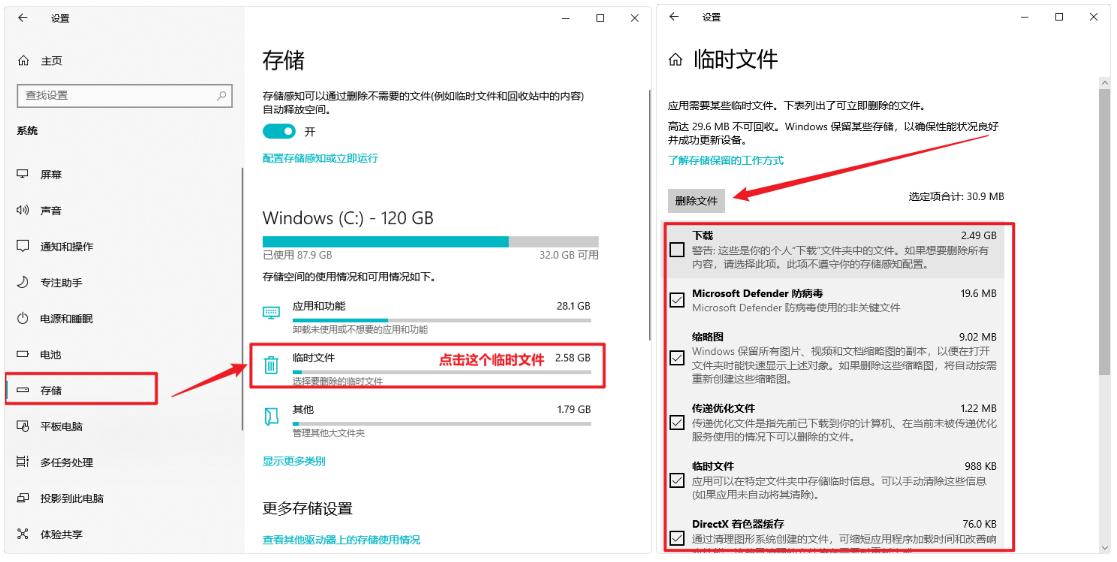 设置
主页
查找设置
系统
屏幕
声音
通知和操作
专注助手
电源和睡眠
电池
存储
平板电脑
多任务处理
投影到此电脑
体验共享
存储
存储感知可以通过删除不需要的文件(例如临时文件和回收站中的内容)
自动释放空间。
开
配置存储感知或立即运行
Windows (C:) - 120 GB
已使用 87.9 GB 32.0 GB 可用
存储空间的使用情况和可用情况如下。
应用和功能 28.1 GB
卸载未使用或不想要的应用和功能
临时文件 点击这个临时文件 2.58 GB
选择要删除的临时文件
其他 1.79 GB
管理其他大文件夹
显示更多类别
更多存储设置
查看其他驱动器上的存储使用情况
设置
临时文件
应用需要某些临时文件。下表列出了可立即删除的文件。
高达 29.6 MB 不可回收。Windows 保留某些存储，以确保性能状况良好
并成功更新设备。
了解存储保留的工作方式
删除文件 选定项合计: 30.9 MB
下载 2.49 GB
警告: 这些是你的个人“下载”文件夹中的文件。如果想要删除所有
内容，请选择此项。此项不遵守你的存储感知配置。
Microsoft Defender 防病毒 19.6 MB
Microsoft Defender 防病毒使用的非关键文件
缩略图 9.02 MB
Windows 保留所有图片、视频和文档缩略图的副本，以便在打开
文件夹时能快速显示上述对象。如果删除这些缩略图，将自动按需
重新创建这些缩略图。
传递优化文件 1.22 MB
传递优化文件是指先前已下载到你的计算机、在当前未被传递优化
服务使用的情况下可以删除的文件。
临时文件 988 KB
应用可以在特定文件夹中存储临时信息。可以手动清除这些信息
(如果应用未自动将其清除)。
DirectX 着色器缓存 76.0 KB
通过清理图形系统创建的文件，可缩短应用程序加载时间和改善响